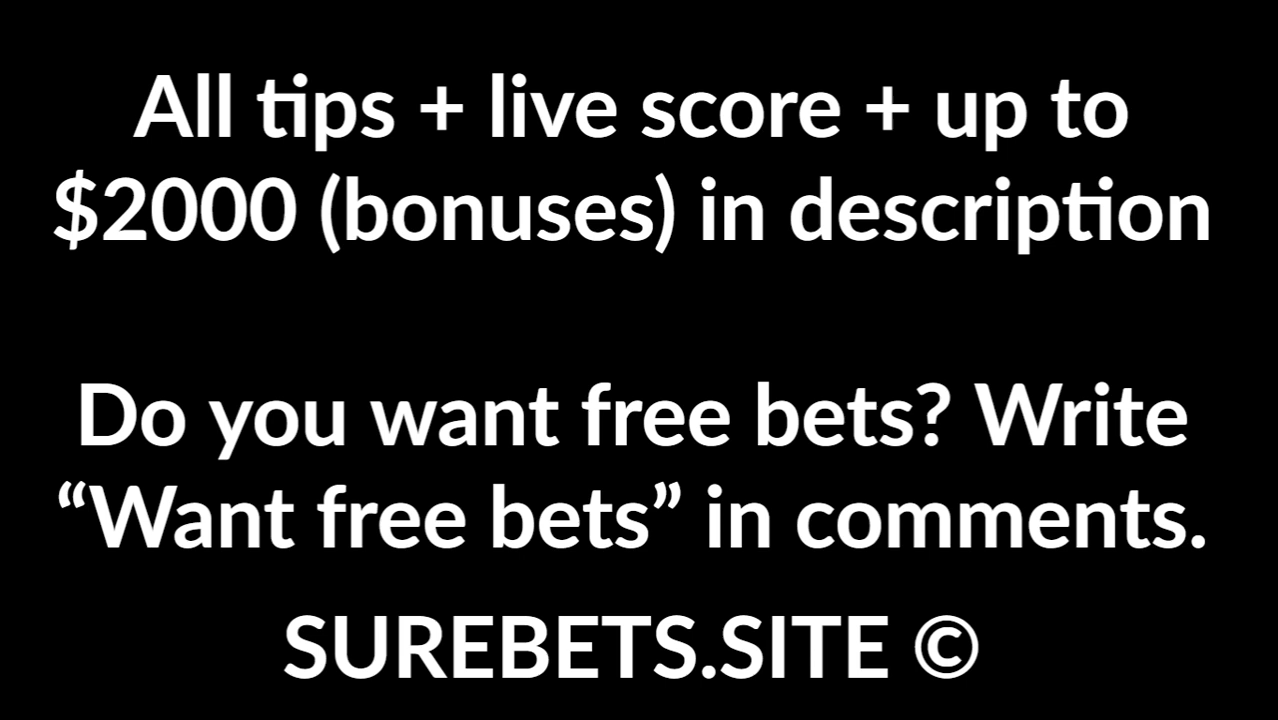 All tips + live score + up to
$2000 (bonuses) in description
Do you want free bets? Write
“Want free bets” in comments.
SUREBETS.SITE ©